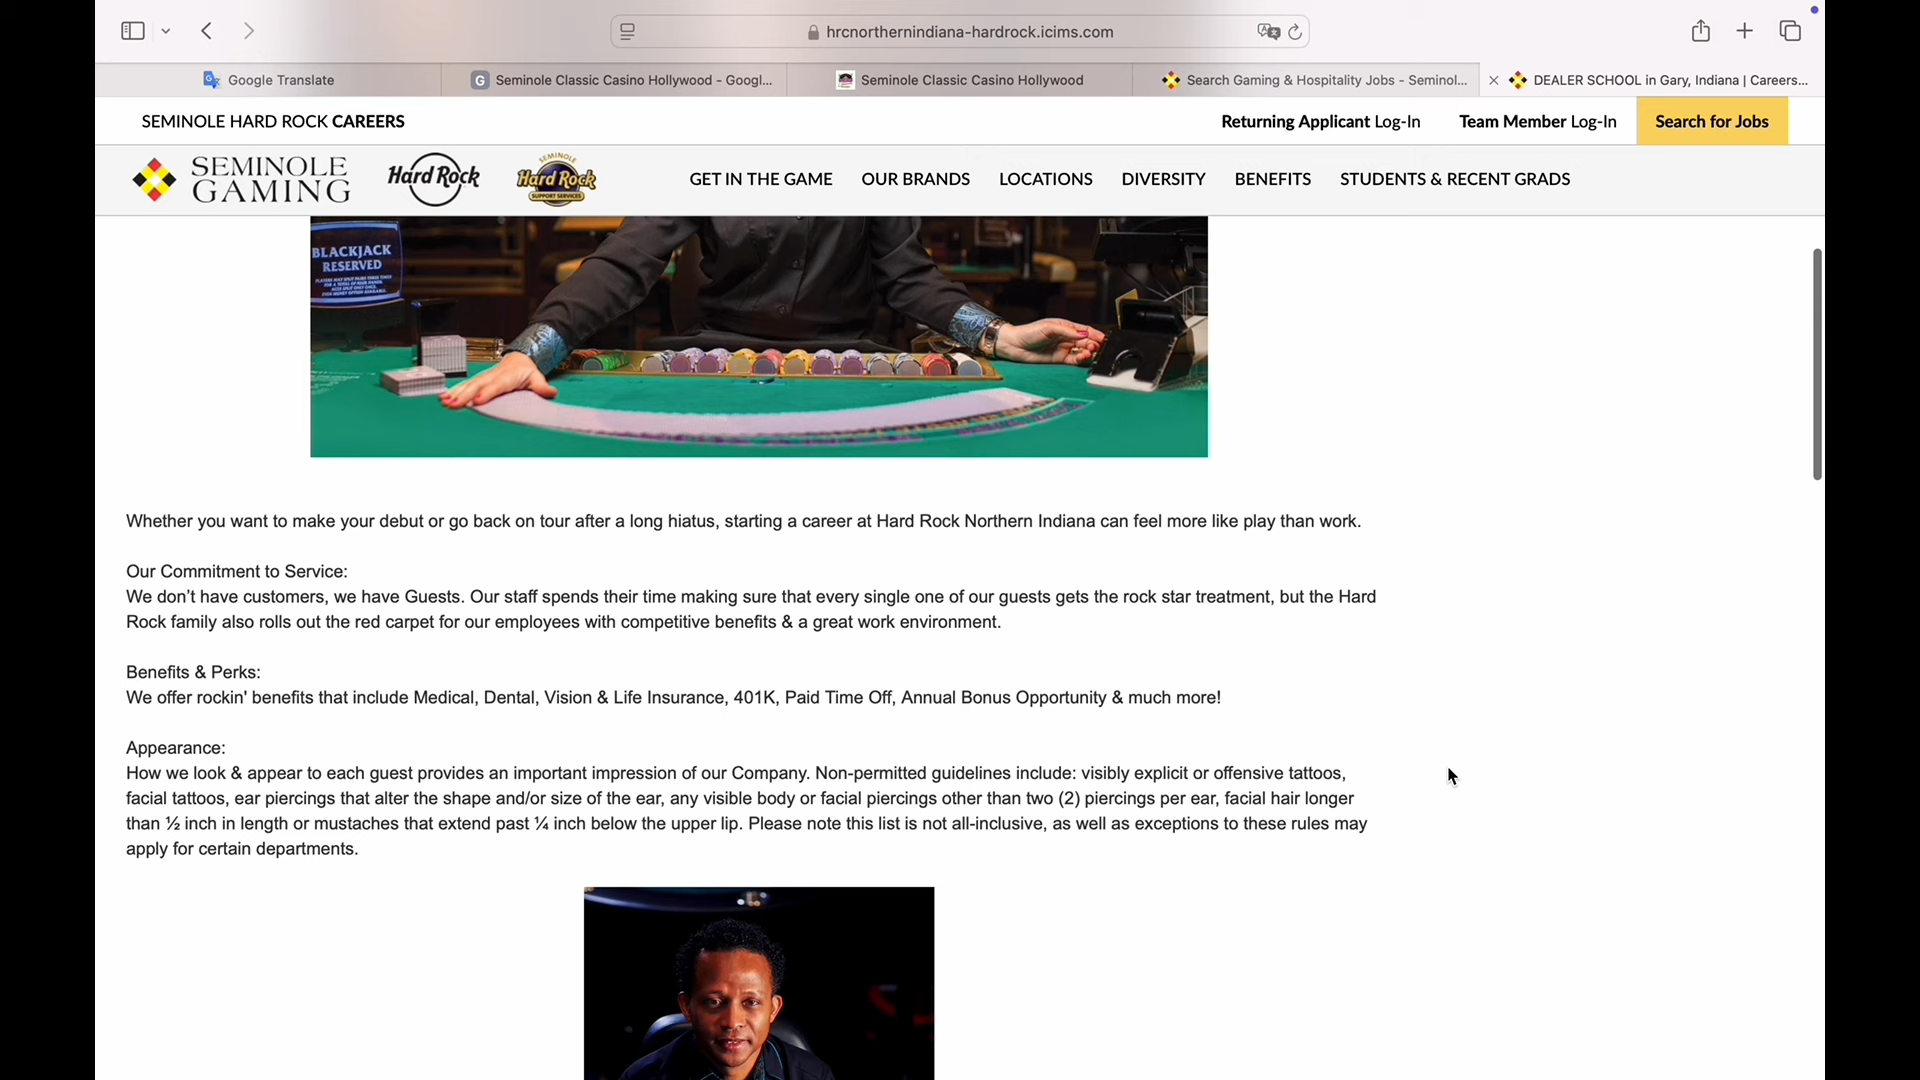 hrcnorthernindiana-hardrock.icims.com
Google Translate
G Seminole Classic Casino Hollywood - Googl...
Seminole Classic Casino Hollywood
Search Gaming & Hospitality Jobs - Seminol...
DEALER SCHOOL in Gary, Indiana | Careers...
SEMINOLE HARD ROCK CAREERS
Returning Applicant Log-In
Team Member Log-In
Search for Jobs
SEMINOLE
GAMING
Hard Rock
SEMINOLE
Hard Rock
SUPPORT SERVICES
GET IN THE GAME
OUR BRANDS
LOCATIONS
DIVERSITY
BENEFITS
STUDENTS & RECENT GRADS
BLACKJACK
RESERVED
Whether you want to make your debut or go back on tour after a long hiatus, starting a career at Hard Rock Northern Indiana can feel more like play than work.
Our Commitment to Service:
We don’t have customers, we have Guests. Our staff spends their time making sure that every single one of our guests gets the rock star treatment, but the Hard
Rock family also rolls out the red carpet for our employees with competitive benefits & a great work environment.
Benefits & Perks:
We offer rockin' benefits that include Medical, Dental, Vision & Life Insurance, 401K, Paid Time Off, Annual Bonus Opportunity & much more!
Appearance:
How we look & appear to each guest provides an important impression of our Company. Non-permitted guidelines include: visibly explicit or offensive tattoos,
facial tattoos, ear piercings that alter the shape and/or size of the ear, any visible body or facial piercings other than two (2) piercings per ear, facial hair longer
than ½ inch in length or mustaches that extend past ¼ inch below the upper lip. Please note this list is not all-inclusive, as well as exceptions to these rules may
apply for certain departments.